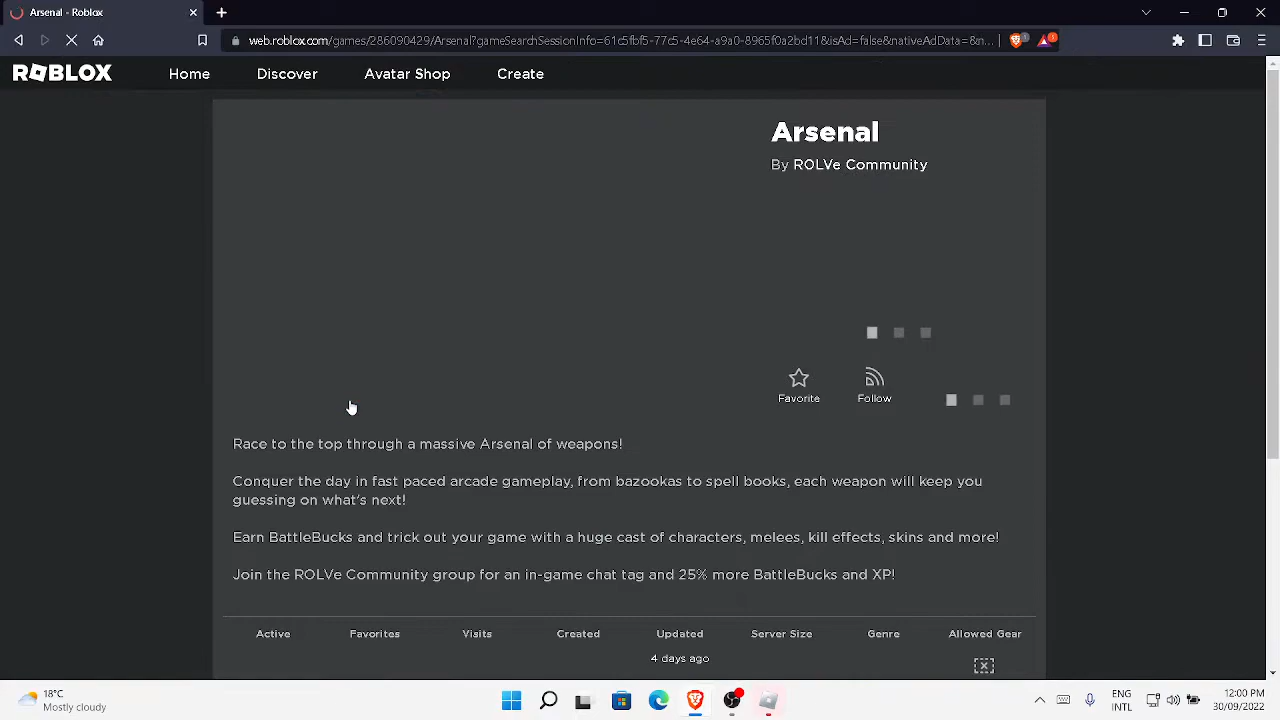 Arsenal - Roblox
web.roblox.com/games/286090429/Arsenal?gameSearchSessionInfo=61c5fbf5-77c5-4e64-a9a0-8965f0a2bd11&isAd=false&nativeAdData=&n...
1
3
ROBLOX
Home
Discover
Avatar Shop
Create
Arsenal
By ROLVe Community
Favorite
Follow
Race to the top through a massive Arsenal of weapons!
Conquer the day in fast paced arcade gameplay, from bazookas to spell books, each weapon will keep you
guessing on what's next!
Earn BattleBucks and trick out your game with a huge cast of characters, melees, kill effects, skins and more!
Join the ROLVe Community group for an in-game chat tag and 25% more BattleBucks and XP!
Active
Favorites
Visits
Created
Updated
Server Size
Genre
Allowed Gear
4 days ago
18°C
Mostly cloudy
ENG
INTL
12:00 PM
30/09/2022